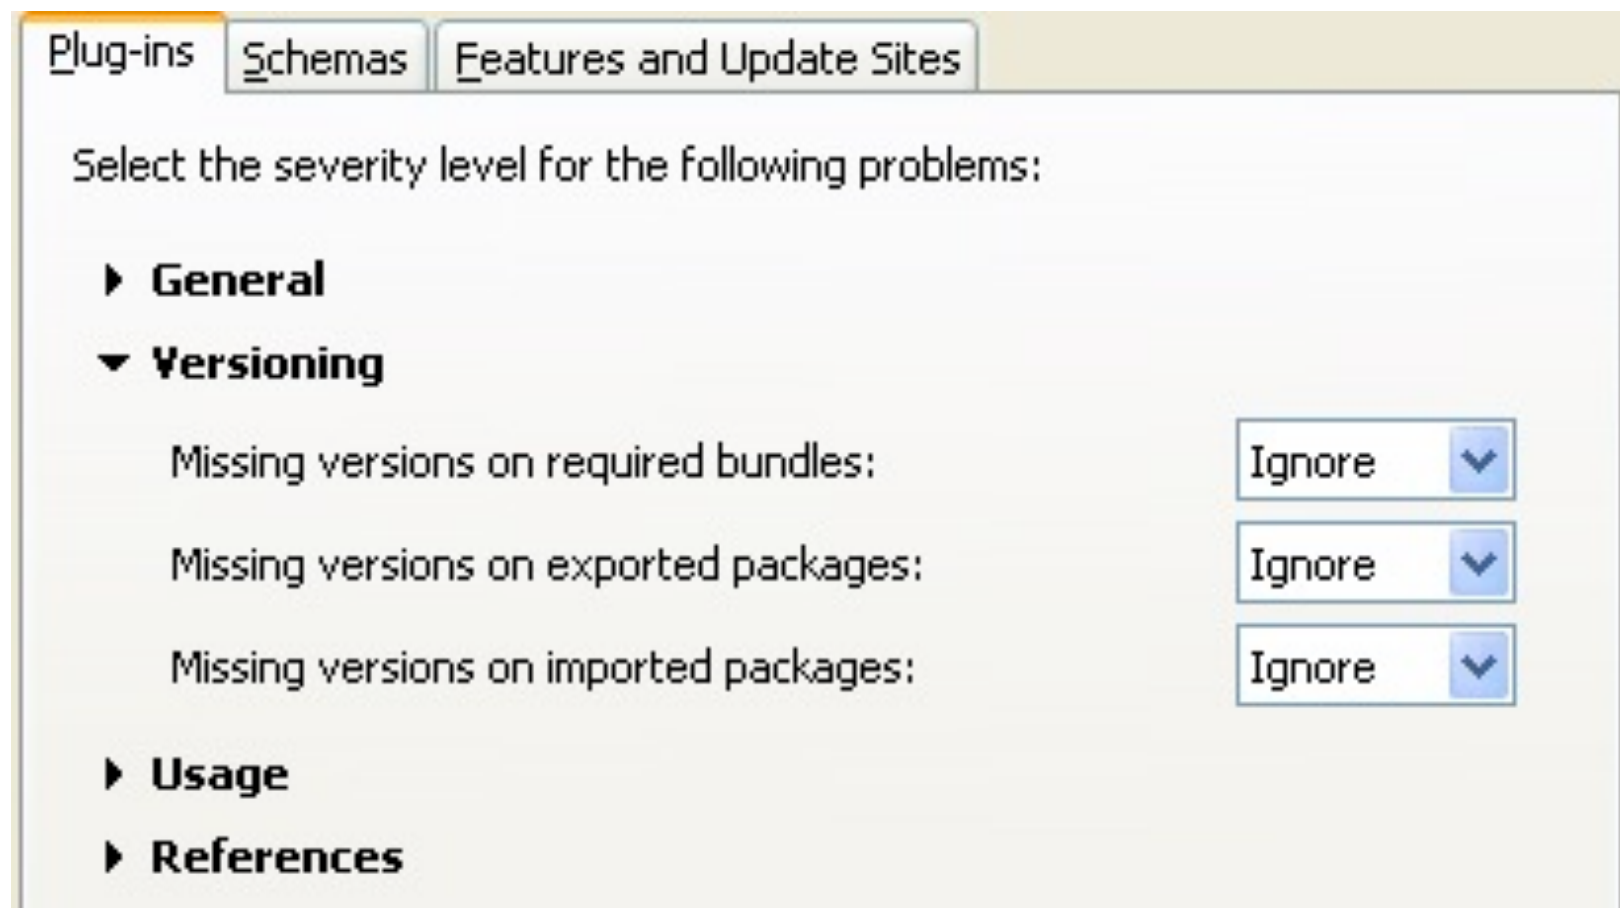 Plug-ins Schemas Features and Update Sites
Select the severity level for the following problems:
General
Versioning
Missing versions on required bundles: Ignore
Missing versions on exported packages: Ignore
Missing versions on imported packages: Ignore
Usage
References